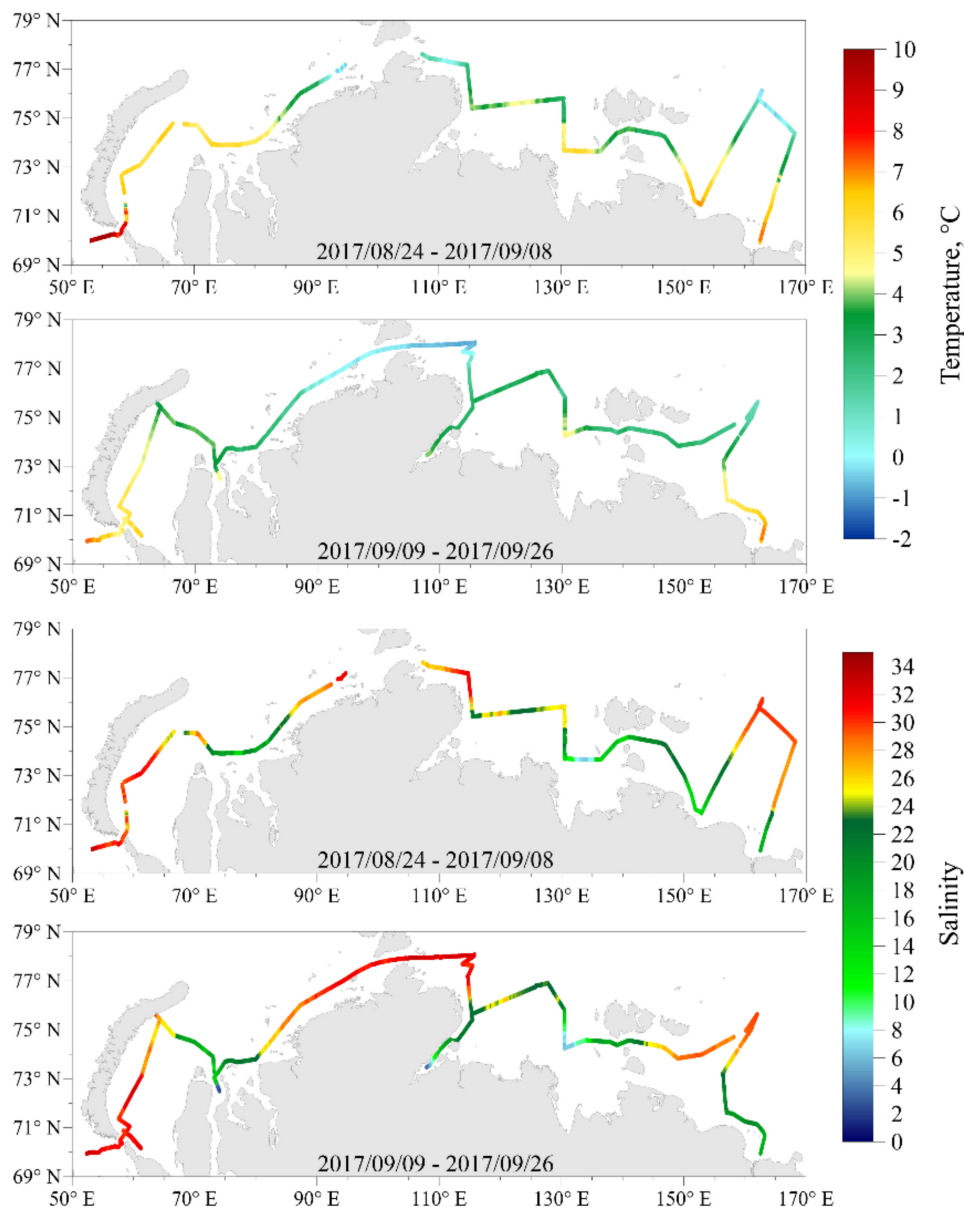 79° N
77° N
75° N
73° N
71° N
69° N
2017/08/24 - 2017/09/08
50° E 70° E 90° E 110° E 130° E 150° E 170° E
79° N
77° N
75° N
73° N
71° N
69° N
2017/09/09 - 2017/09/26
50° E 70° E 90° E 110° E 130° E 150° E 170° E
10
9
8
7
6
5
4
3
2
1
0
-1
-2
Temperature, °C
79° N
77° N
75° N
73° N
71° N
69° N
2017/08/24 - 2017/09/08
50° E 70° E 90° E 110° E 130° E 150° E 170° E
79° N
77° N
75° N
73° N
71° N
69° N
2017/09/09 - 2017/09/26
50° E 70° E 90° E 110° E 130° E 150° E 170° E
34
32
30
28
26
24
22
20
18
16
14
12
10
8
6
4
2
0
Salinity